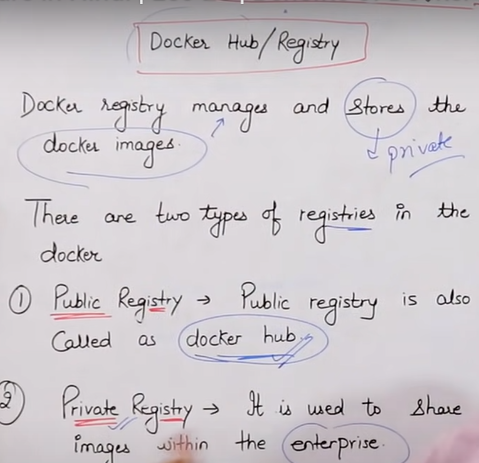 Docker Hub/Registry
Docker registry manages and stores the
docker images.
private
There are two types of registries in the
docker
① Public Registry → Public registry is also
Called as docker hub
② Private Registry → It is used to share
images within the enterprise.